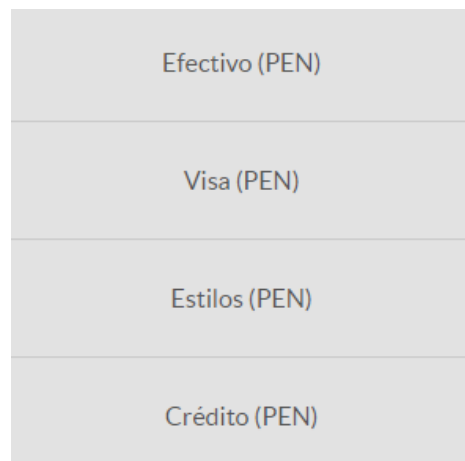 Efectivo (PEN)
Visa (PEN)
Estilos (PEN)
Crédito (PEN)